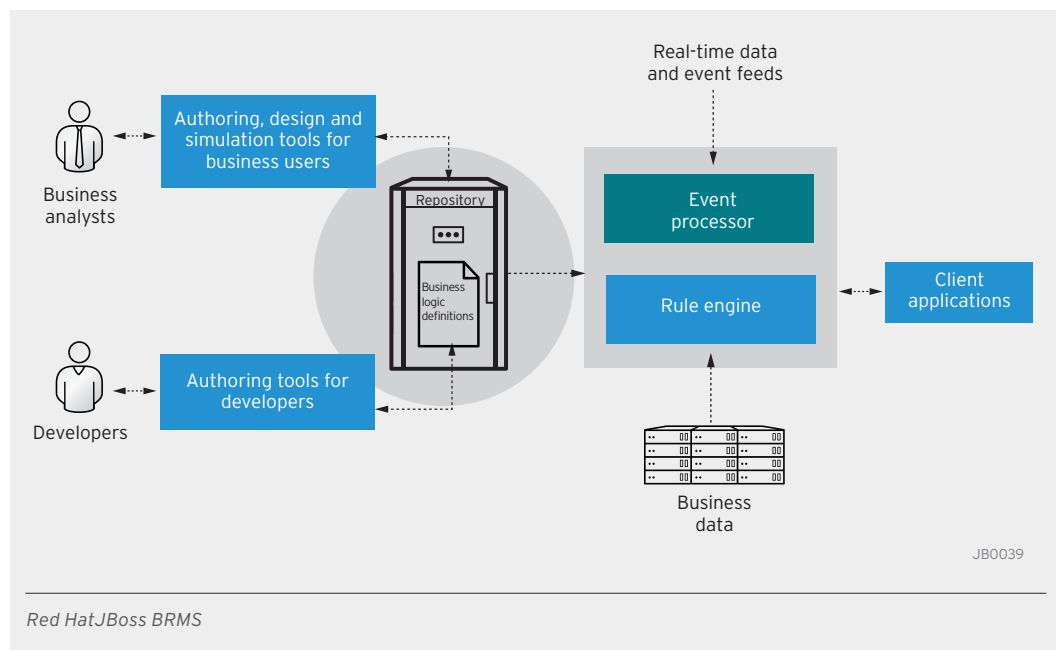 Real-time data
and event feeds
Authoring, design and
simulation tools for
business users
Business
analysts
Repository
Business
logic
definitions
Event
processor
Rule engine
Client
applications
Authoring tools for
developers
Developers
Business
data
JB0039
Red HatJBoss BRMS